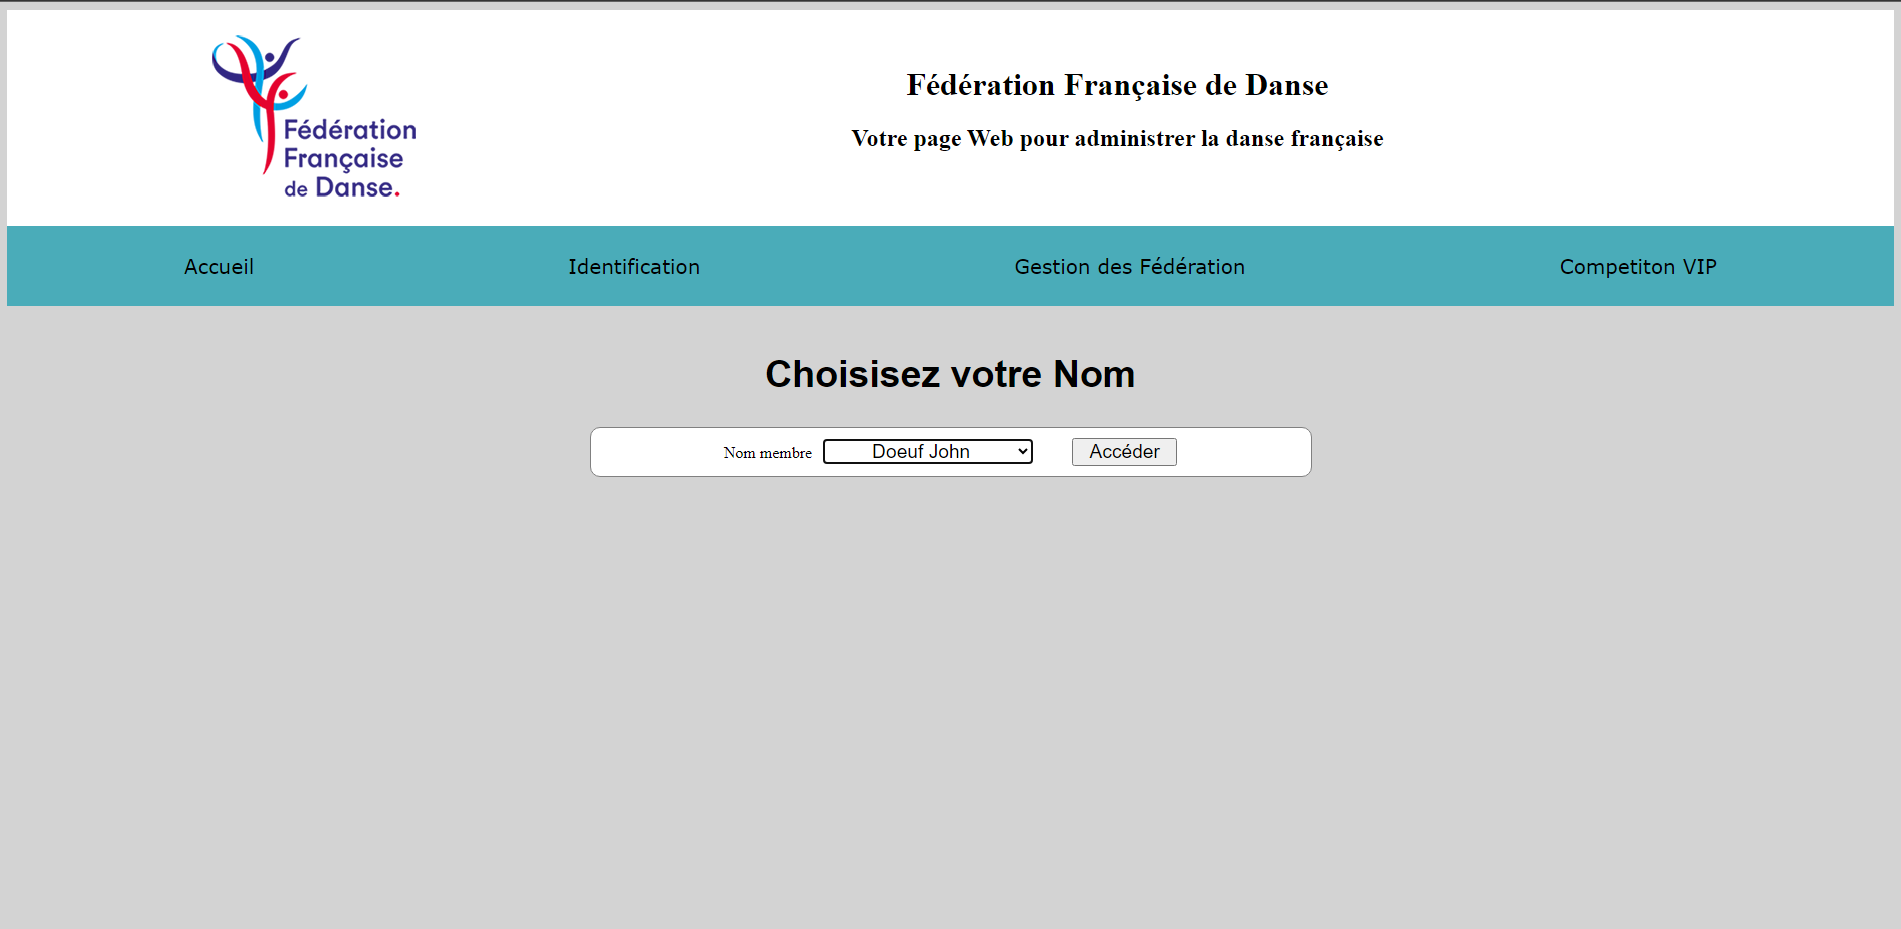 Fédération
Française
de Danse.
Fédération Française de Danse
Votre page Web pour administrer la danse française
Accueil
Identification
Gestion des Fédération
Competiton VIP
Choisisez votre Nom
Nom membre
Doeuf John
Accéder